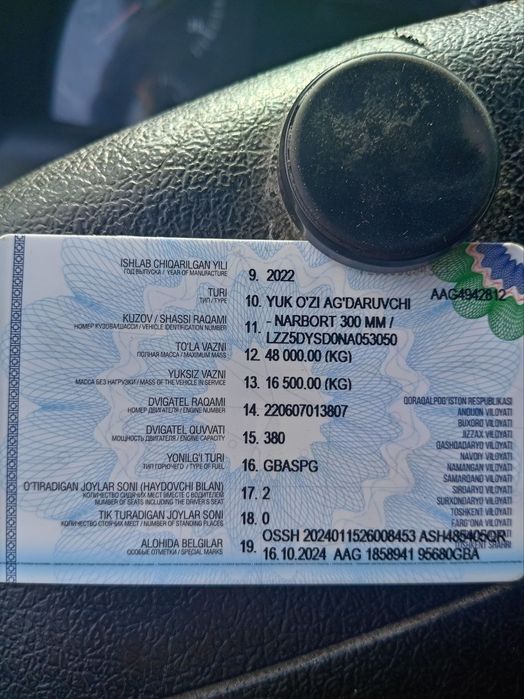 AAG4942812
ISHLAB CHIQARILGAN YILI
ГОД ВЫПУСКА / YEAR OF MANUFACTURE
9. 2022
TURI
ТИП / TYPE
10. YUK O'ZI AG'DARUVCHI
KUZOV / SHASSI RAQAMI
НОМЕР КУЗОВА/ШАССИ / VEHICLE IDENTIFICATION NUMBER
11. - NARBORT 300 MM /
LZZ5DYSD0NA053050
TO'LA VAZNI
ПОЛНАЯ МАССА / MAXIMUM MASS
12. 48 000.00 (KG)
YUKSIZ VAZNI
МАССА БЕЗ НАГРУЗКИ / MASS OF THE VEHICLE IN SERVICE
13. 16 500.00 (KG)
DVIGATEL RAQAMI
НОМЕР ДВИГАТЕЛЯ / ENGINE NUMBER
14. 220607013807
DVIGATEL QUVVATI
МОЩНОСТЬ ДВИГАТЕЛЯ / ENGINE CAPACITY
15. 380
YONILG'I TURI
ТИП ГОРЮЧЕГО / TYPE OF FUEL
16. GBASPG
O'TIRADIGAN JOYLAR SONI (HAYDOVCHI BILAN)
КОЛИЧЕСТВО СИДЯЧИХ МЕСТ ВМЕСТЕ С ВОДИТЕЛЕМ
NUMBER OF SEATS INCLUDING THE DRIVER'S SEAT
17. 2
TIK TURADIGAN JOYLAR SONI
КОЛИЧЕСТВО СТОЯЧИХ МЕСТ / NUMBER OF STANDING PLACES
18. 0
ALOHIDA BELGILAR
ОСОБЫЕ ОТМЕТКИ / SPECIAL MARKS
19. OSSH 2024011526008453 ASH485405QR
16.10.2024 AAG 1858941 95680GBA
QORAQALPOG'ISTON RESPUBLIKASI
ANDIJON VILOYATI
BUXORO VILOYATI
JIZZAX VILOYATI
QASHQADARYO VILOYATI
NAVOIY VILOYATI
NAMANGAN VILOYATI
SAMARQAND VILOYATI
SIRDARYO VILOYATI
SURXONDARYO VILOYATI
TOSHKENT VILOYATI
FARG'ONA VILOYATI
TOSHKENT SHAHRI